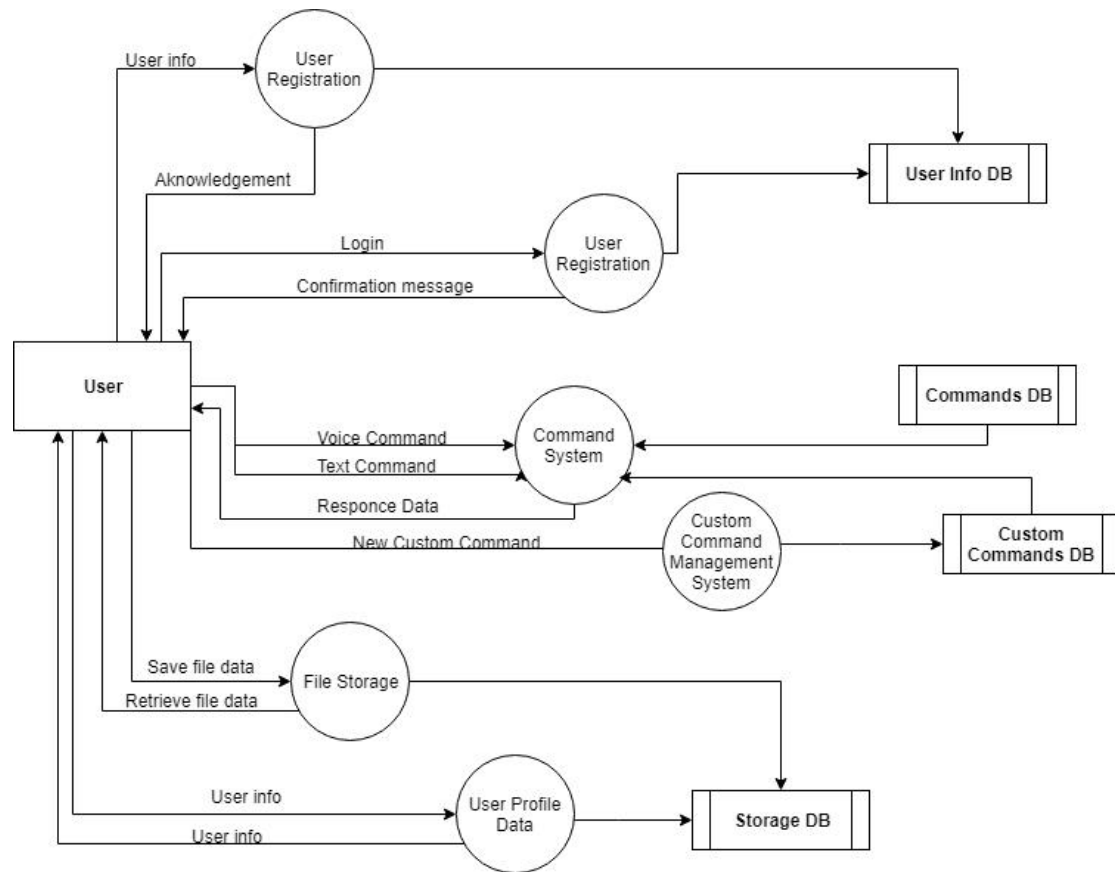 User info
User
Registration
Aknowledgement
User Info DB
Login
User
Registration
Confirmation message
User
Commands DB
Voice Command
Command
System
Text Command
Responce Data
New Custom Command
Custom
Command
Management
System
Custom
Commands DB
Save file data
File Storage
Retrieve file data
User info
User Profile
Data
Storage DB
User info